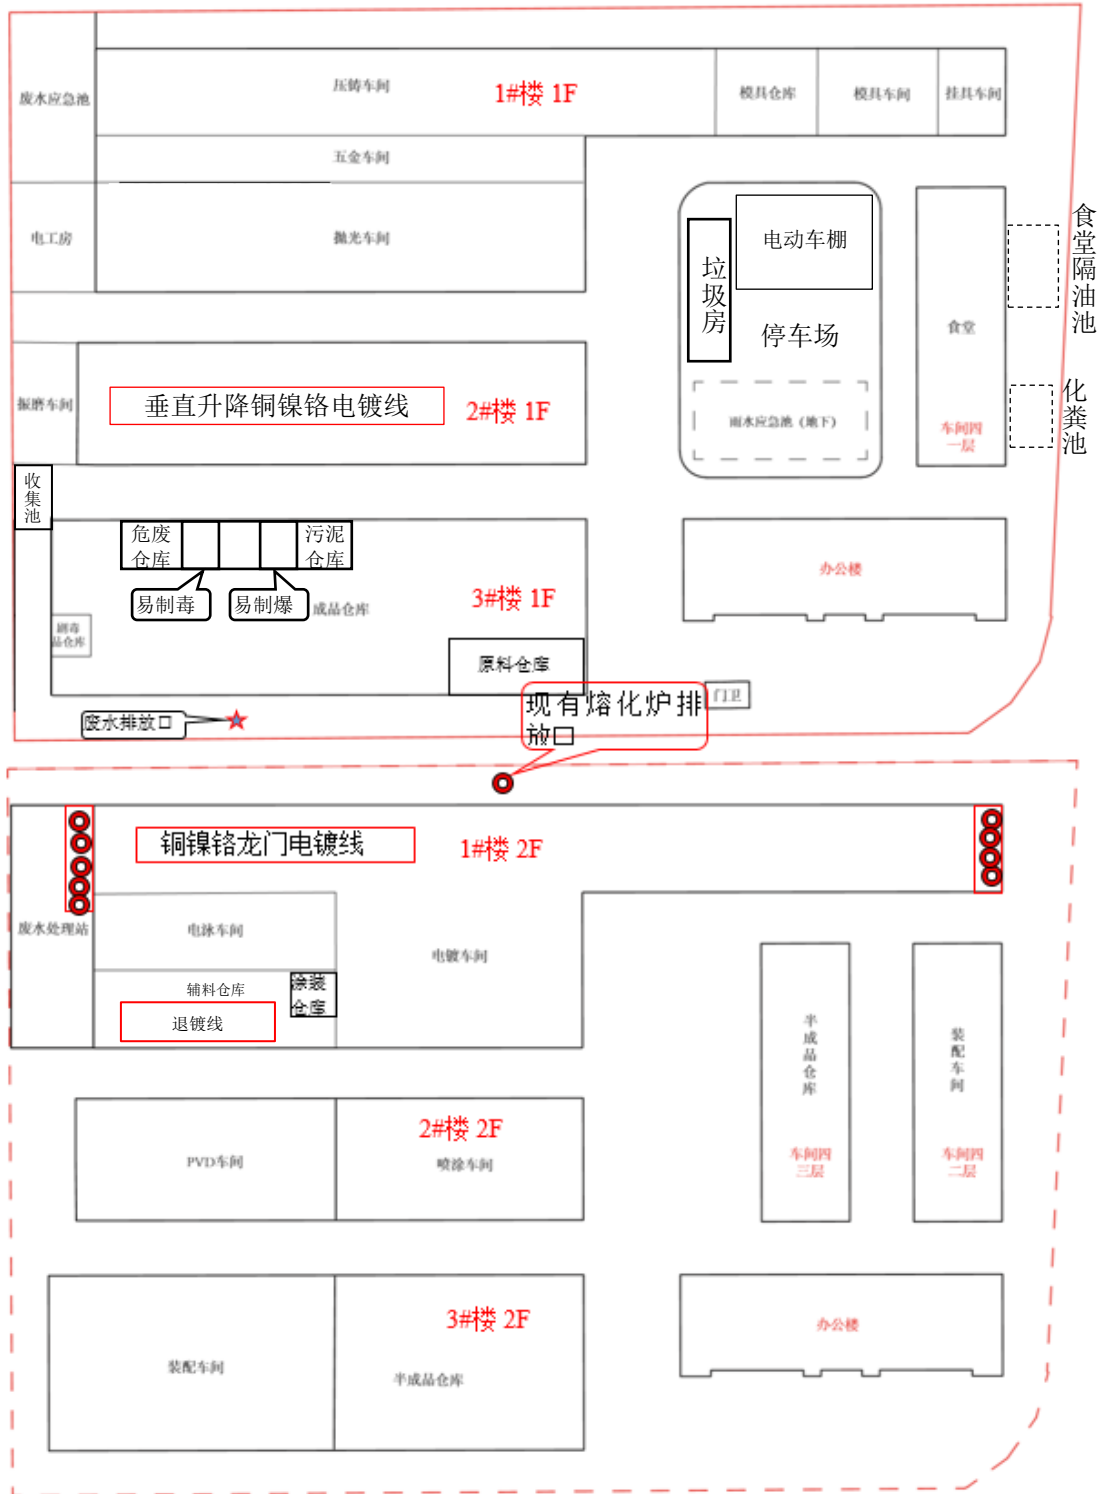 废水应急池
压铸车间
1#楼 1F
模具仓库
模具车间
挂具车间
五金车间
电工房
抛光车间
垃圾房
电动车棚
停车场
雨水应急池（地下）
食堂
车间四
一层
食堂隔油池
化粪池
振磨车间
垂直升降铜镍铬电镀线
2#楼 1F
收集池
危废
仓库
污泥
仓库
易制毒
易制爆
成品仓库
3#楼 1F
剧毒
品仓库
原料仓库
办公楼
门卫
废水排放口
现有熔化炉排
放口
铜镍铬龙门电镀线
1#楼 2F
废水处理站
电泳车间
电镀车间
辅料仓库
涂装
仓库
退镀线
半成品仓库
车间四
三层
装配车间
车间四
二层
2#楼 2F
PVD车间
喷涂车间
3#楼 2F
装配车间
半成品仓库
办公楼